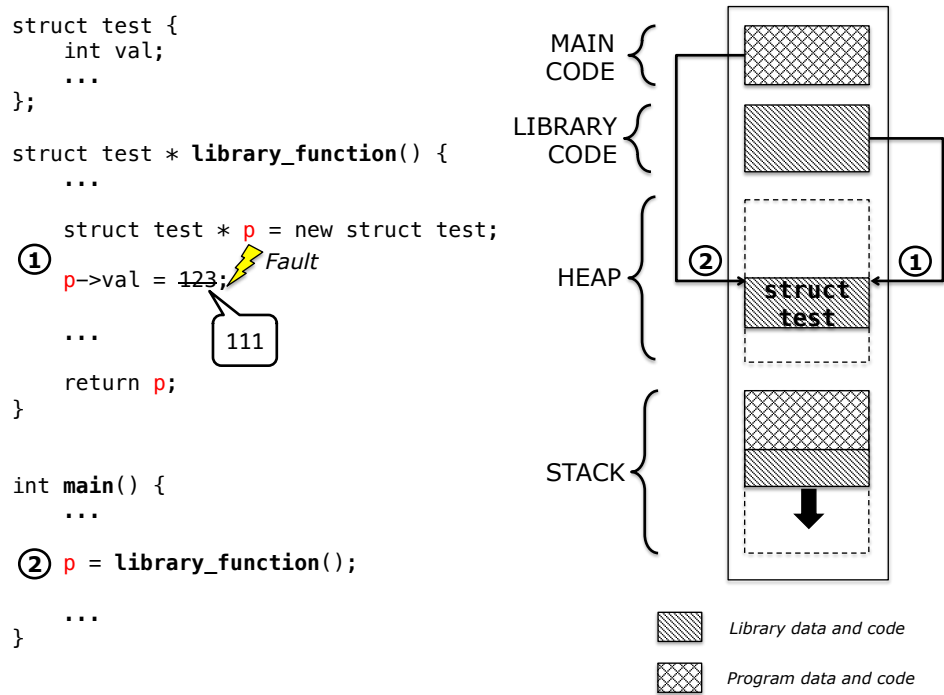 struct test {
    int val;
    ...
};
struct test * library_function() {
    ...
    struct test * p = new struct test;
① Fault
    p->val = 123;
111
    ...
    return p;
}
int main() {
    ...
② p = library_function();
    ...
}
MAIN
CODE
LIBRARY
CODE
HEAP
② ①
struct
test
STACK
Library data and code
Program data and code